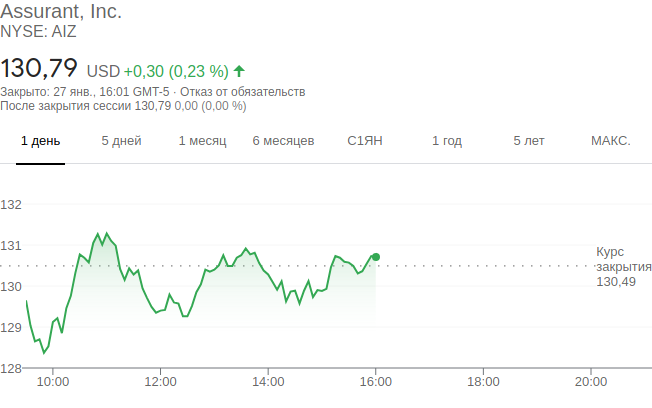 Assurant, Inc.
NYSE: AIZ
130,79 USD +0,30 (0,23 %)
Закрыто: 27 янв., 16:01 GMT-5 · Отказ от обязательств
После закрытия сессии 130,79 0,00 (0,00 %)
1 день 5 дней 1 месяц 6 месяцев С1ЯН 1 год 5 лет МАКС.
132
131
130
129
128
Курс
закрытия
130,49
10:00 12:00 14:00 16:00 18:00 20:00